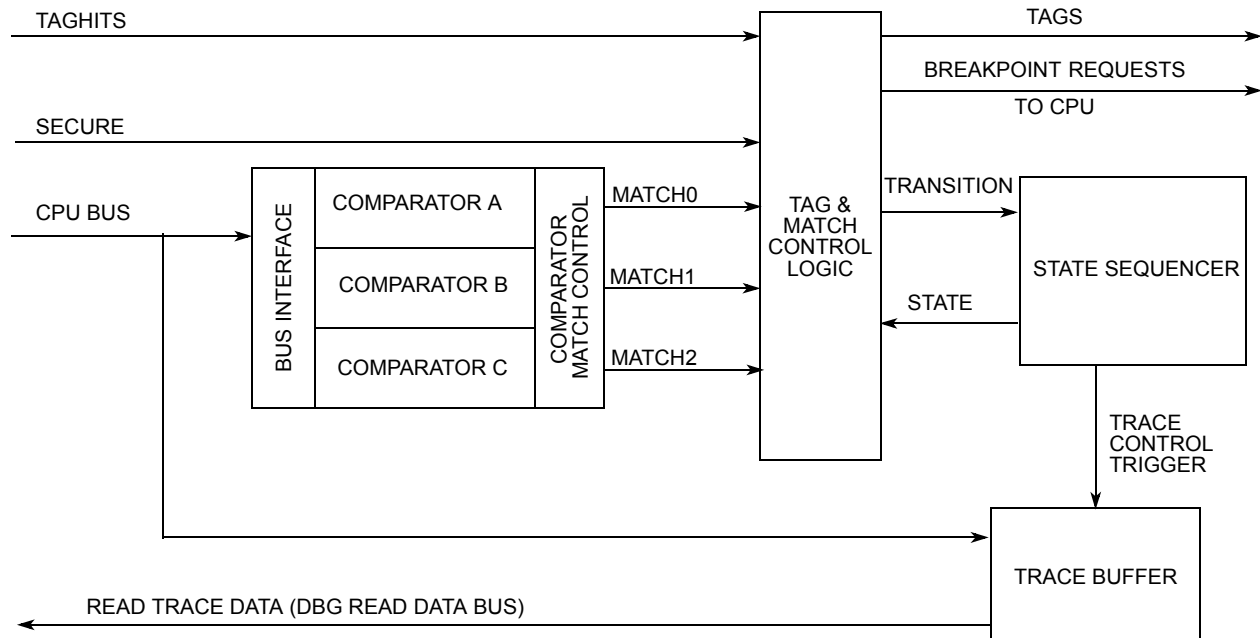 TAGHITS
TAGS
BREAKPOINT REQUESTS
TO CPU
SECURE
CPU BUS
BUS INTERFACE
COMPARATOR A
COMPARATOR B
COMPARATOR C
COMPARATOR
MATCH CONTROL
MATCH0
MATCH1
MATCH2
TAG &
MATCH
CONTROL
LOGIC
TRANSITION
STATE
STATE SEQUENCER
TRACE
CONTROL
TRIGGER
TRACE BUFFER
READ TRACE DATA (DBG READ DATA BUS)